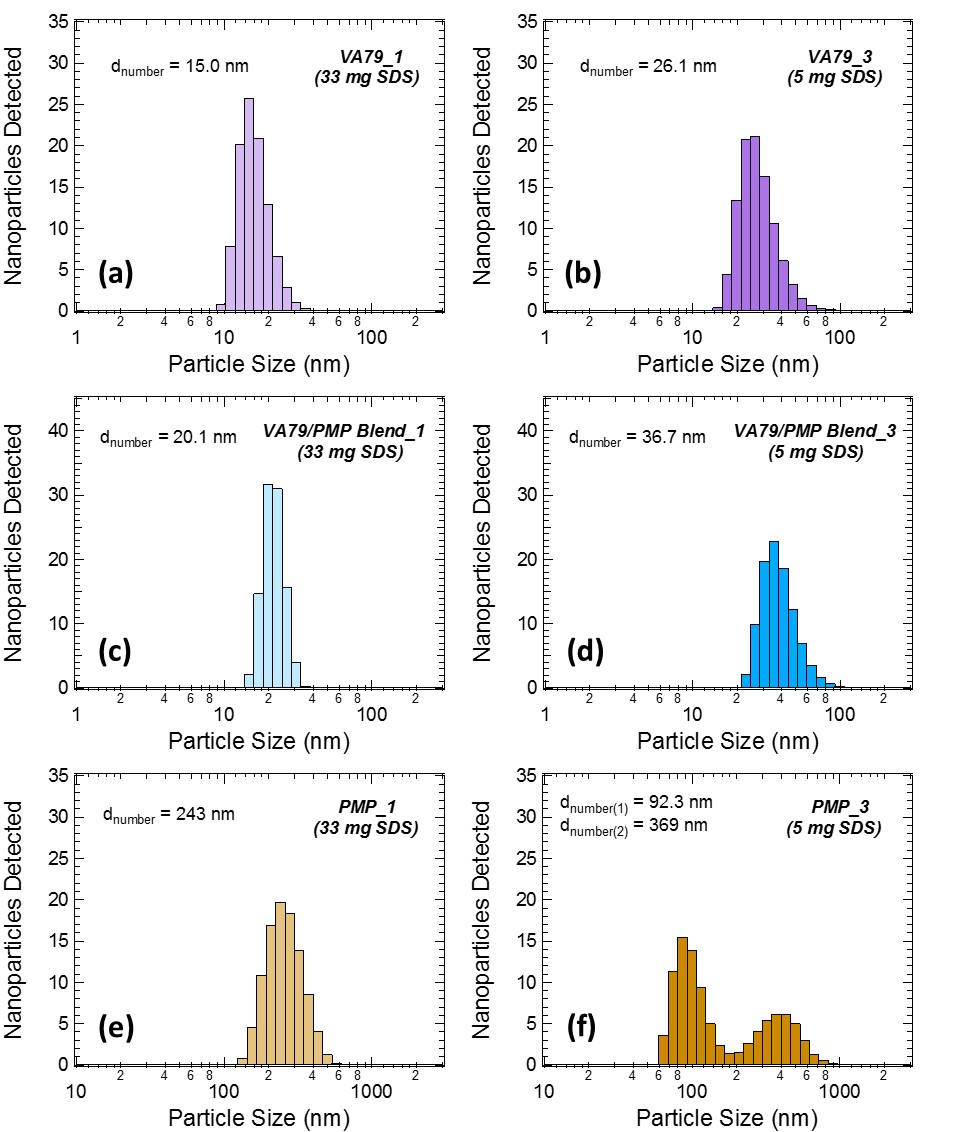 35
30
25
20
15
10
5
0
Nanoparticles Detected
d_number = 15.0 nm
VA79_1
(33 mg SDS)
(a)
2 4 6 8 2 4 6 8 2
1 10 100
Particle Size (nm)
35
30
25
20
15
10
5
0
Nanoparticles Detected
d_number = 26.1 nm
VA79_3
(5 mg SDS)
(b)
2 4 6 8 2 4 6 8 2
1 10 100
Particle Size (nm)
40
30
20
10
0
Nanoparticles Detected
d_number = 20.1 nm
VA79/PMP Blend_1
(33 mg SDS)
(c)
2 4 6 8 2 4 6 8 2
1 10 100
Particle Size (nm)
40
30
20
10
0
Nanoparticles Detected
d_number = 36.7 nm
VA79/PMP Blend_3
(5 mg SDS)
(d)
2 4 6 8 2 4 6 8 2
1 10 100
Particle Size (nm)
35
30
25
20
15
10
5
0
Nanoparticles Detected
d_number = 243 nm
PMP_1
(33 mg SDS)
(e)
2 4 6 8 2 4 6 8 2
10 100 1000
Particle Size (nm)
35
30
25
20
15
10
5
0
Nanoparticles Detected
d_number(1) = 92.3 nm
d_number(2) = 369 nm
PMP_3
(5 mg SDS)
(f)
2 4 6 8 2 4 6 8 2
10 100 1000
Particle Size (nm)